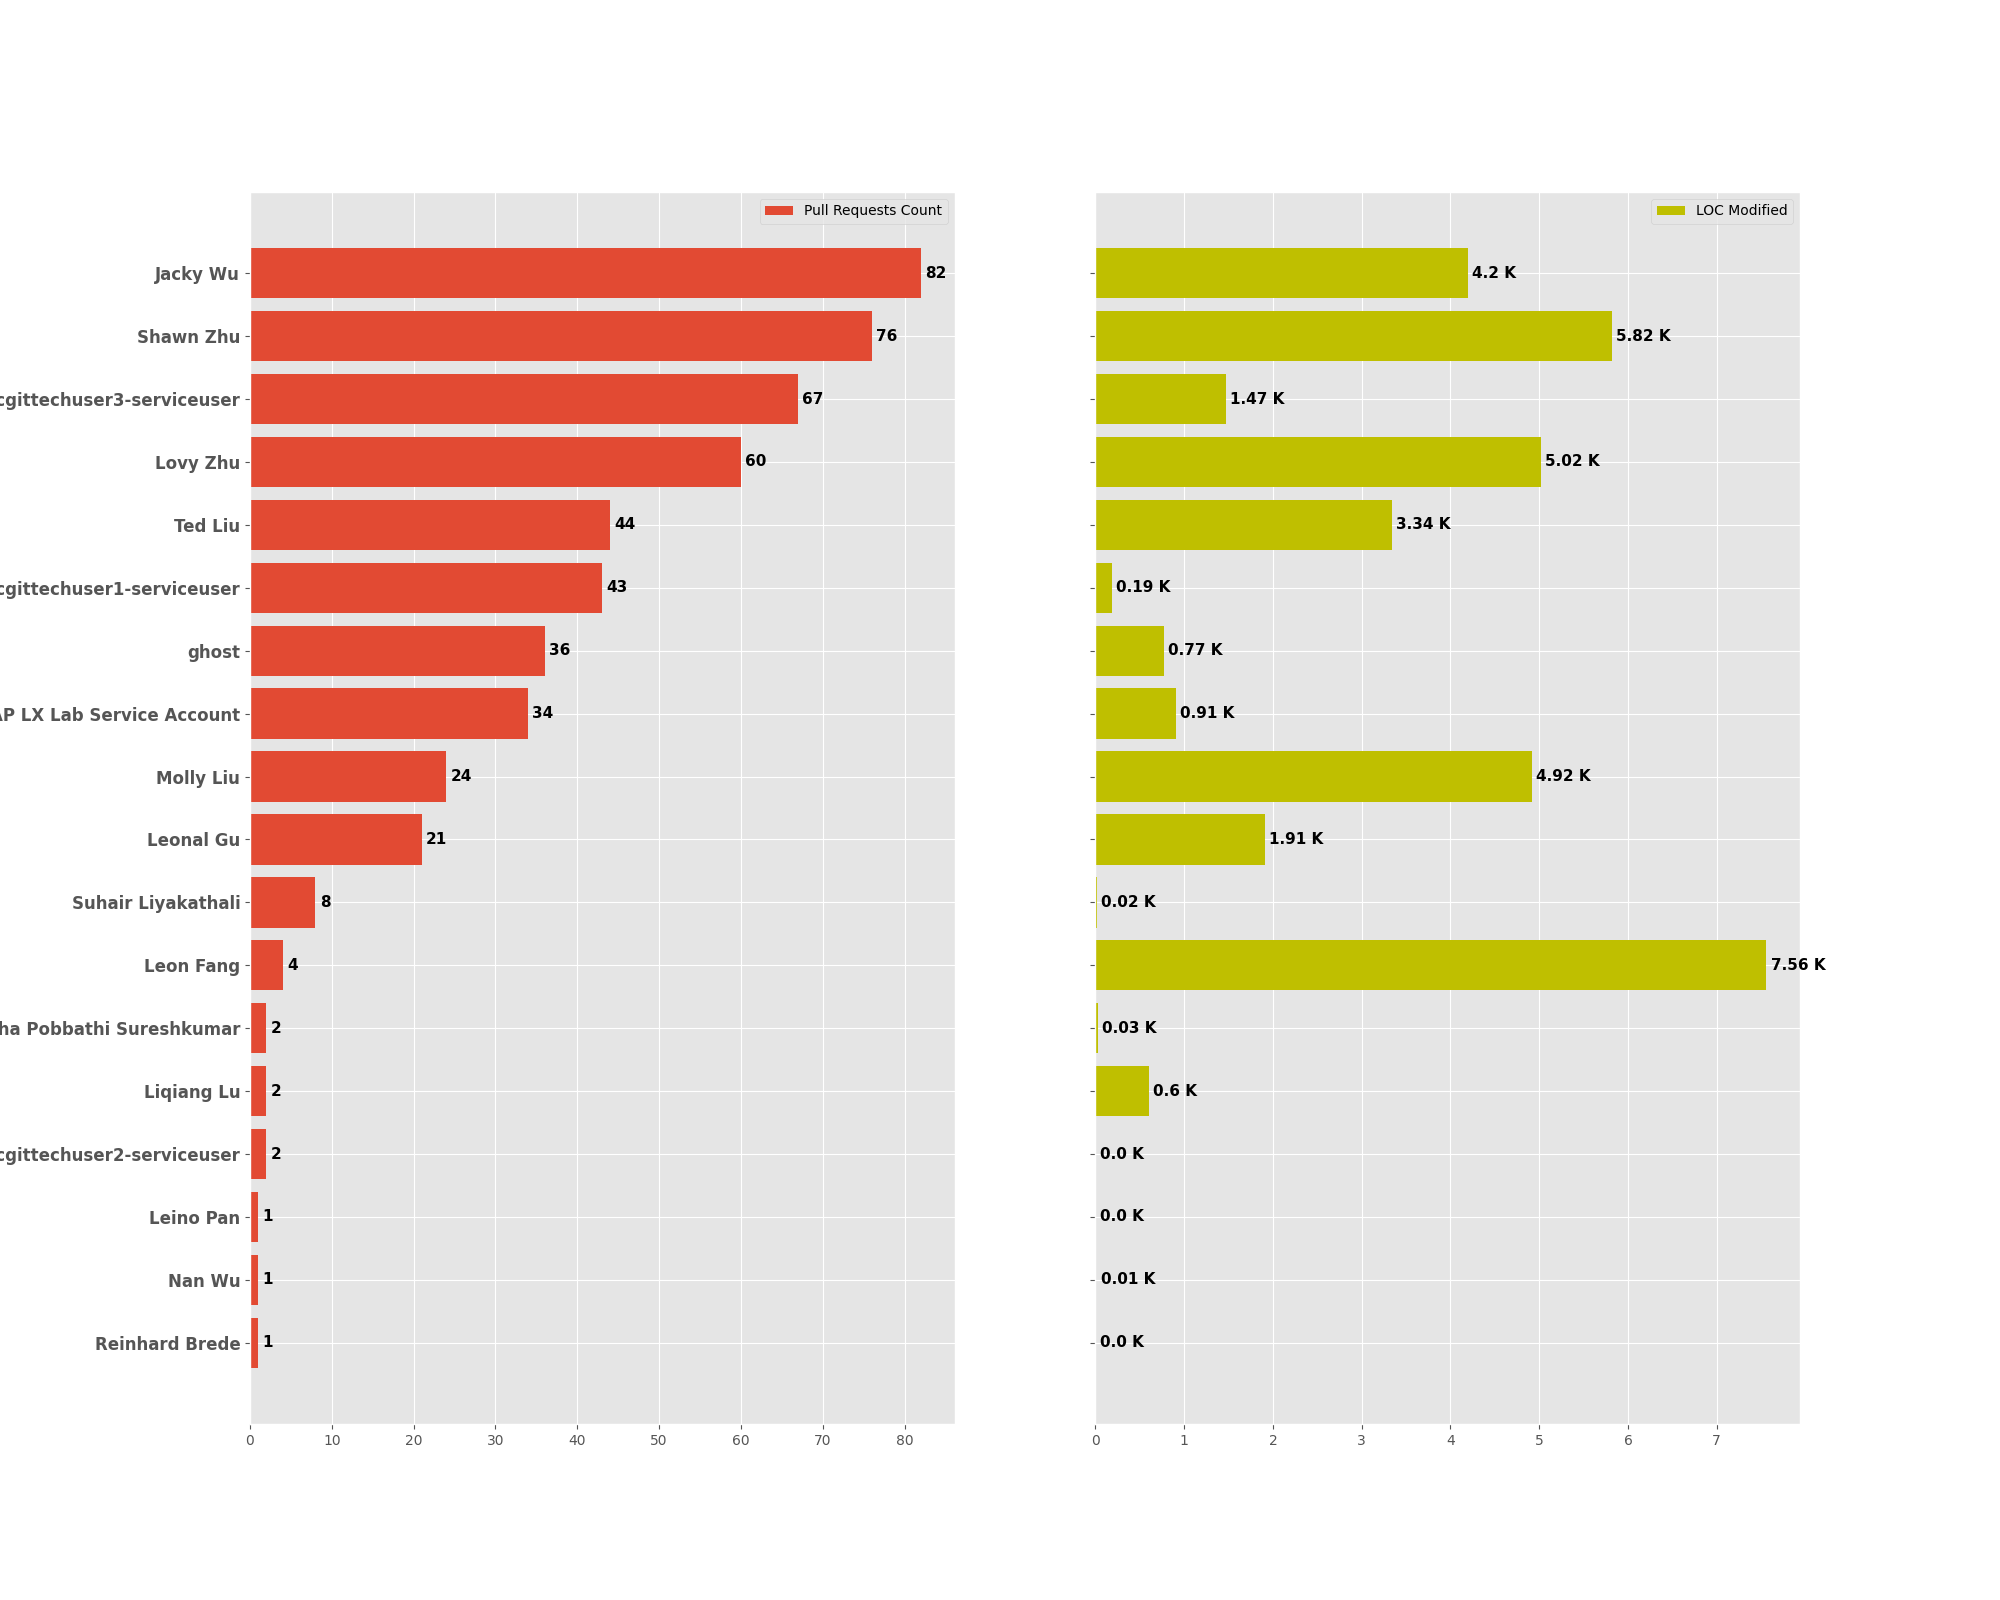 Pull Requests Count
LOC Modified
Jacky Wu 82 4.2 K
Shawn Zhu 76 5.82 K
cgittechuser3-serviceuser 67 1.47 K
Lovy Zhu 60 5.02 K
Ted Liu 44 3.34 K
cgittechuser1-serviceuser 43 0.19 K
ghost 36 0.77 K
AP LX Lab Service Account 34 0.91 K
Molly Liu 24 4.92 K
Leonal Gu 21 1.91 K
Suhair Liyakathali 8 0.02 K
Leon Fang 4 7.56 K
ha Pobbathi Sureshkumar 2 0.03 K
Liqiang Lu 2 0.6 K
cgittechuser2-serviceuser 2 0.0 K
Leino Pan 1 0.0 K
Nan Wu 1 0.01 K
Reinhard Brede 1 0.0 K
0 10 20 30 40 50 60 70 80
0 1 2 3 4 5 6 7